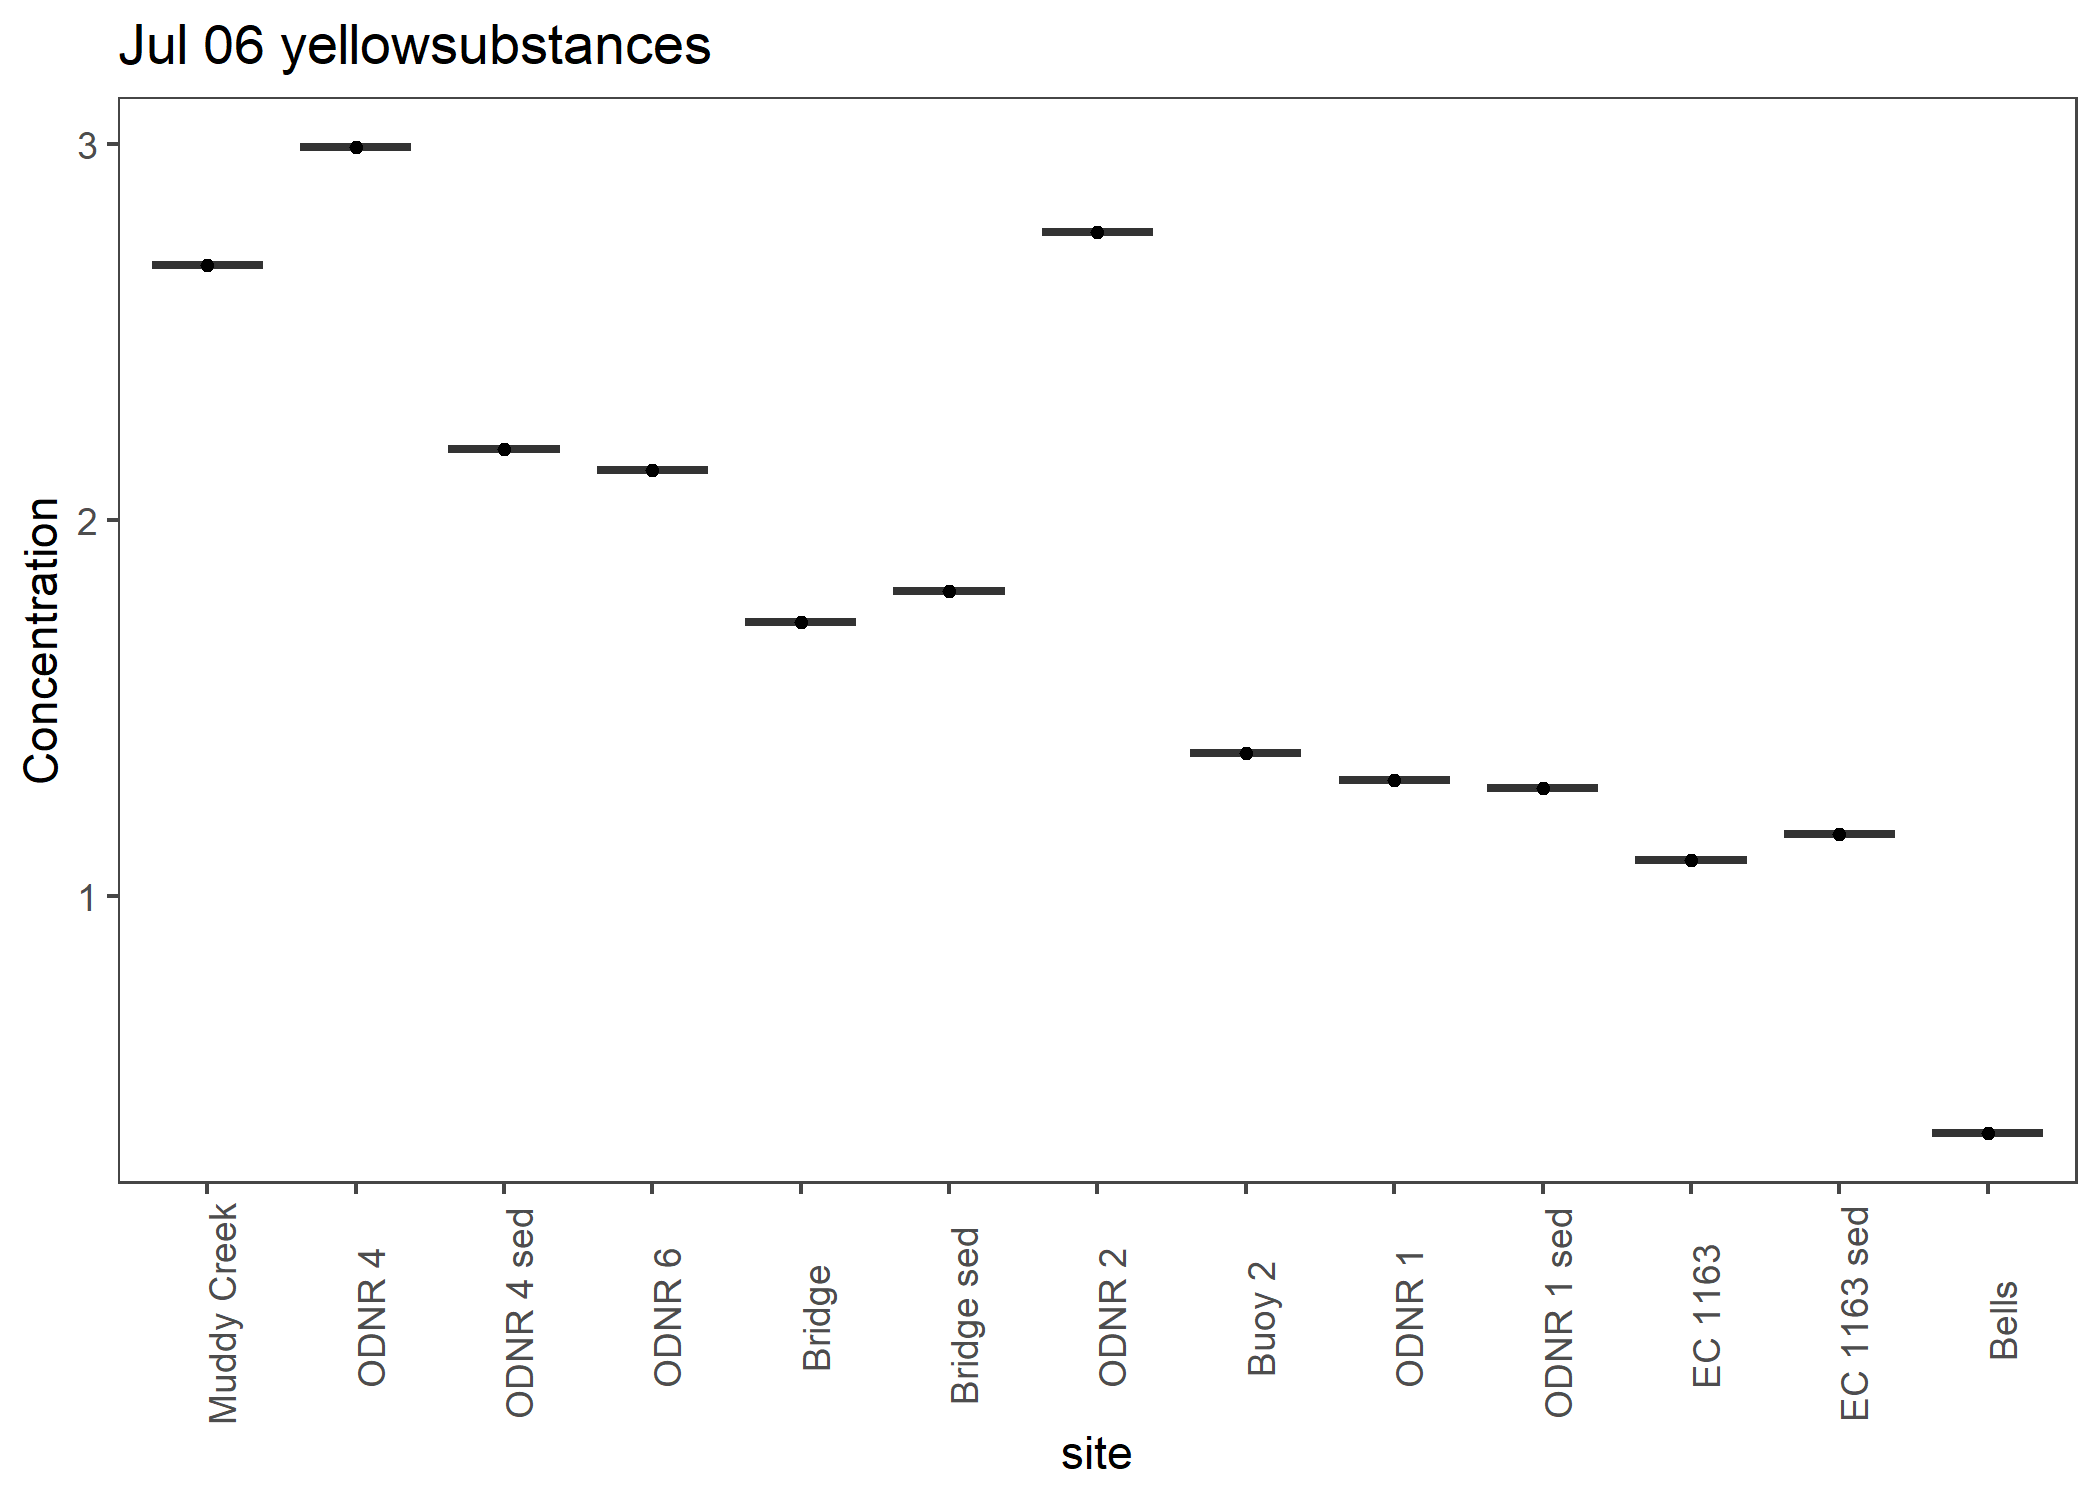 Jul 06 yellowsubstances
3
2
1
Concentration
Muddy Creek
ODNR 4
ODNR 4 sed
ODNR 6
Bridge
Bridge sed
ODNR 2
Buoy 2
ODNR 1
ODNR 1 sed
EC 1163
EC 1163 sed
Bells
site